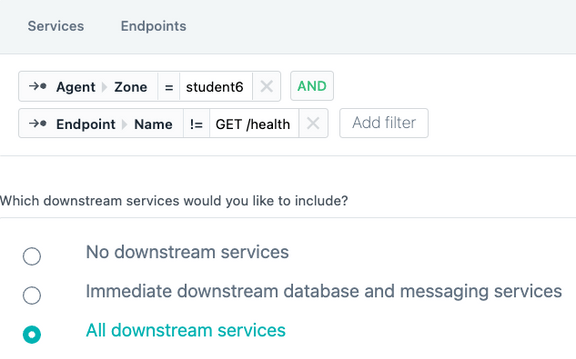 Services Endpoints
Agent Zone = student6 AND
Endpoint Name != GET /health Add filter
Which downstream services would you like to include?
No downstream services
Immediate downstream database and messaging services
All downstream services